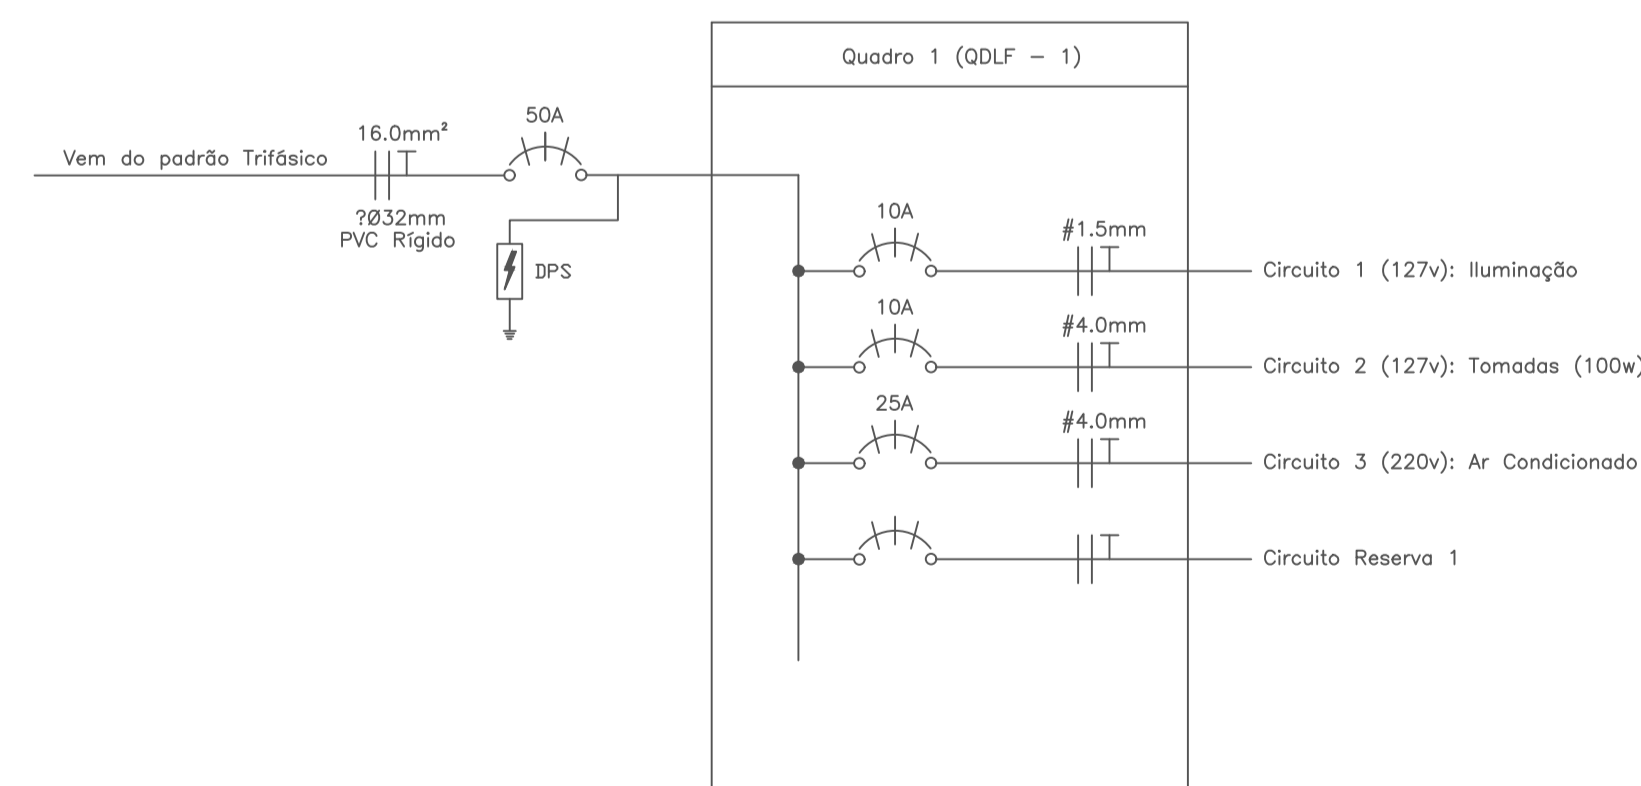 Quadro 1 (QDLF - 1)
50A
16.0mm²
Vem do padrão Trifásico
?Ø32mm
PVC Rígido
DPS
10A
#1.5mm
Circuito 1 (127v): Iluminação
10A
#4.0mm
Circuito 2 (127v): Tomadas (100w)
25A
#4.0mm
Circuito 3 (220v): Ar Condicionado
Circuito Reserva 1